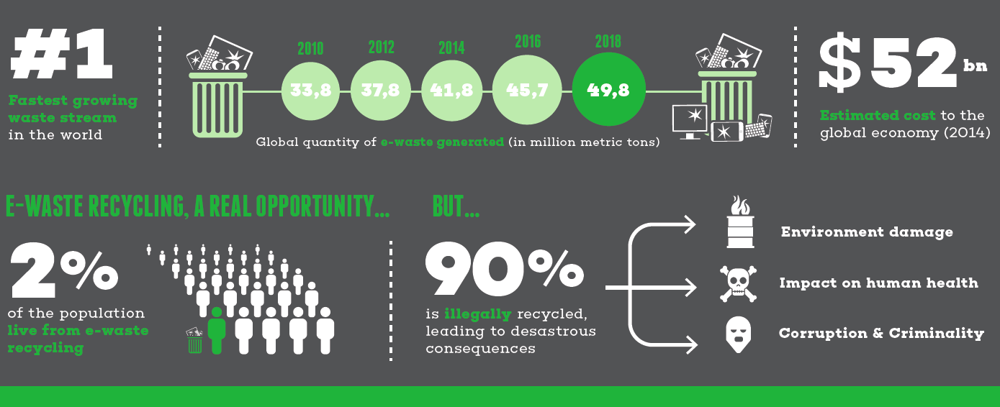 #1
Fastest growing
waste stream
in the world
2010
2012
2014
2016
2018
33,8
37,8
41,8
45,7
49,8
Global quantity of e-waste generated (in million metric tons)
$52 bn
Estimated cost to the
global economy (2014)
E-WASTE RECYCLING, A REAL OPPORTUNITY...
2%
of the population
live from e-waste
recycling
BUT...
90%
is illegally recycled,
leading to desastrous
consequences
Environment damage
Impact on human health
Corruption & Criminality